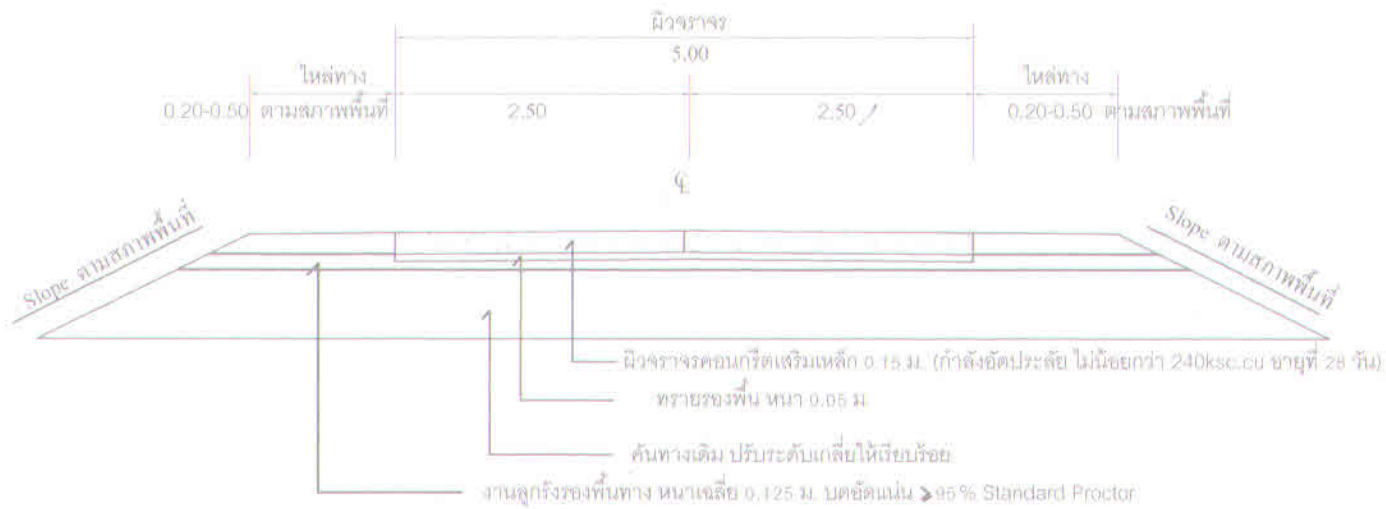 ผิวจราจร
5.00
ไหล่ทาง
ไหล่ทาง
0.20-0.50 ตามสภาพพื้นที่
2.50
2.50
0.20-0.50 ตามสภาพพื้นที่
℄
Slope ตามสภาพพื้นที่
Slope ตามสภาพพื้นที่
ผิวจราจรคอนกรีตเสริมเหล็ก 0.15 ม. (กำลังอัดประลัย ไม่น้อยกว่า 240ksc.cu อายุที่ 28 วัน)
ทรายรองพื้น หนา 0.05 ม
คันทางเดิม ปรับระดับเกลี่ยให้เรียบร้อย
งานลูกรังรองพื้นทาง หนาเฉลี่ย 0.125 ม. บดอัดแน่น ⩾95% Standard Proctor